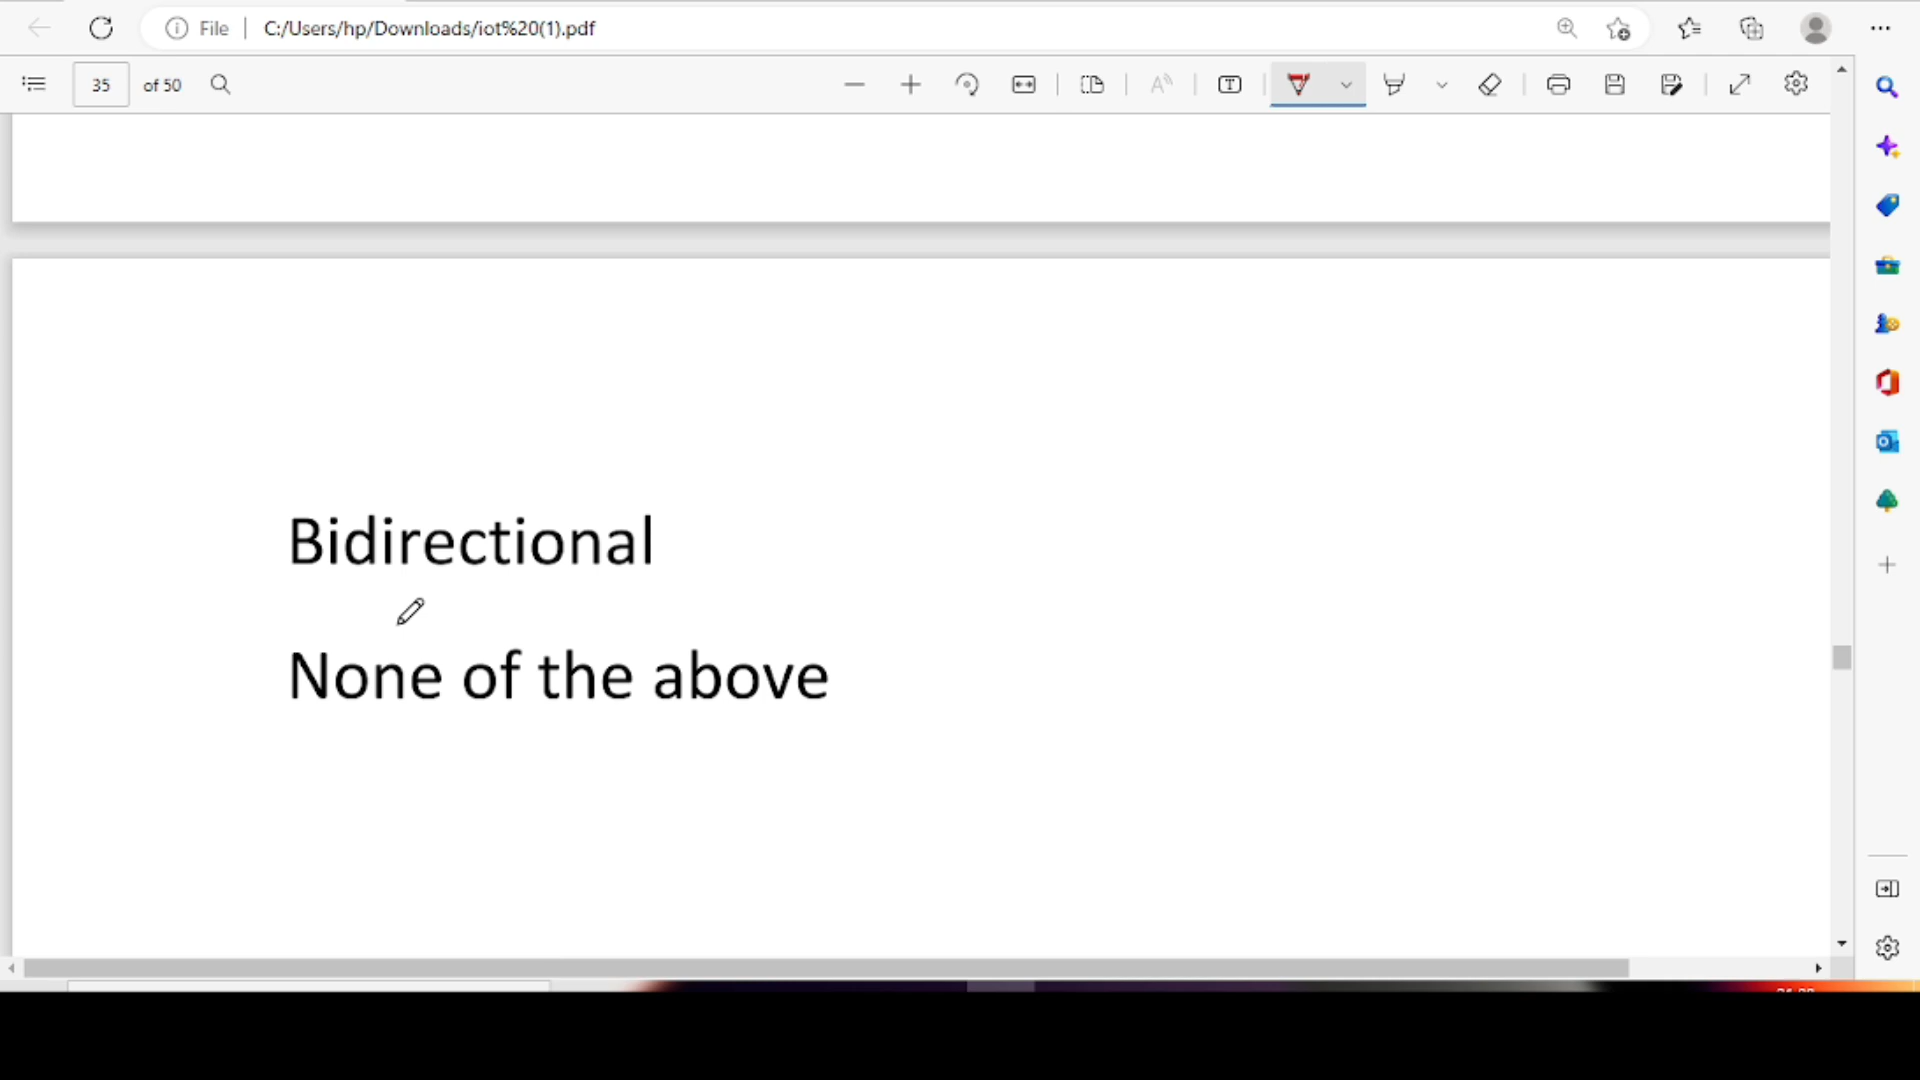 File C:/Users/hp/Downloads/iot%20(1).pdf
35 of 50
Bidirectional
None of the above